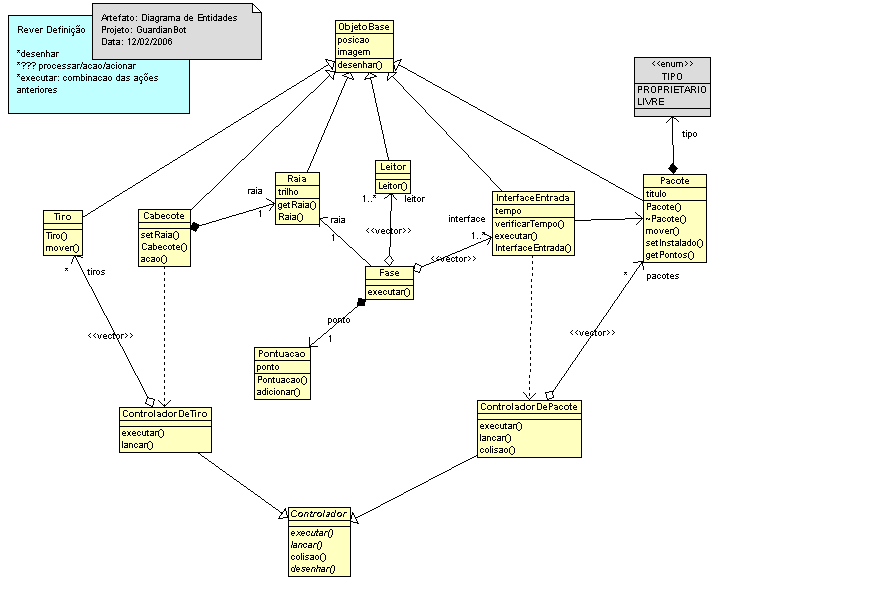 Rever Definição
*desenhar
*??? processar/acao/acionar
*executar: combinacao das ações
anteriores
Artefato: Diagrama de Entidades
Projeto: GuardianBot
Data: 12/02/2006
ObjetoBase
posicao
imagem
desenhar()
<<enum>>
TIPO
PROPRIETARIO
LIVRE
tipo
Tiro
Tiro()
mover()
Cabecote
setRaia()
Cabecote()
acao()
raia
1
Raia
trilho
getRaia()
Raia()
raia
1
Leitor
Leitor()
1..*
leitor
<<vector>>
InterfaceEntrada
tempo
verificarTempo()
executar()
InterfaceEntrada()
interface
1..*
<<vector>>
Pacote
titulo
Pacote()
~Pacote()
mover()
setInstalado()
getPontos()
* tiros
<<vector>>
Fase
executar()
* pacotes
<<vector>>
ponto
1
Pontuacao
ponto
Pontuacao()
adicionar()
ControladorDeTiro
executar()
lancar()
ControladorDePacote
executar()
lancar()
colisao()
Controlador
executar()
lancar()
colisao()
desenhar()